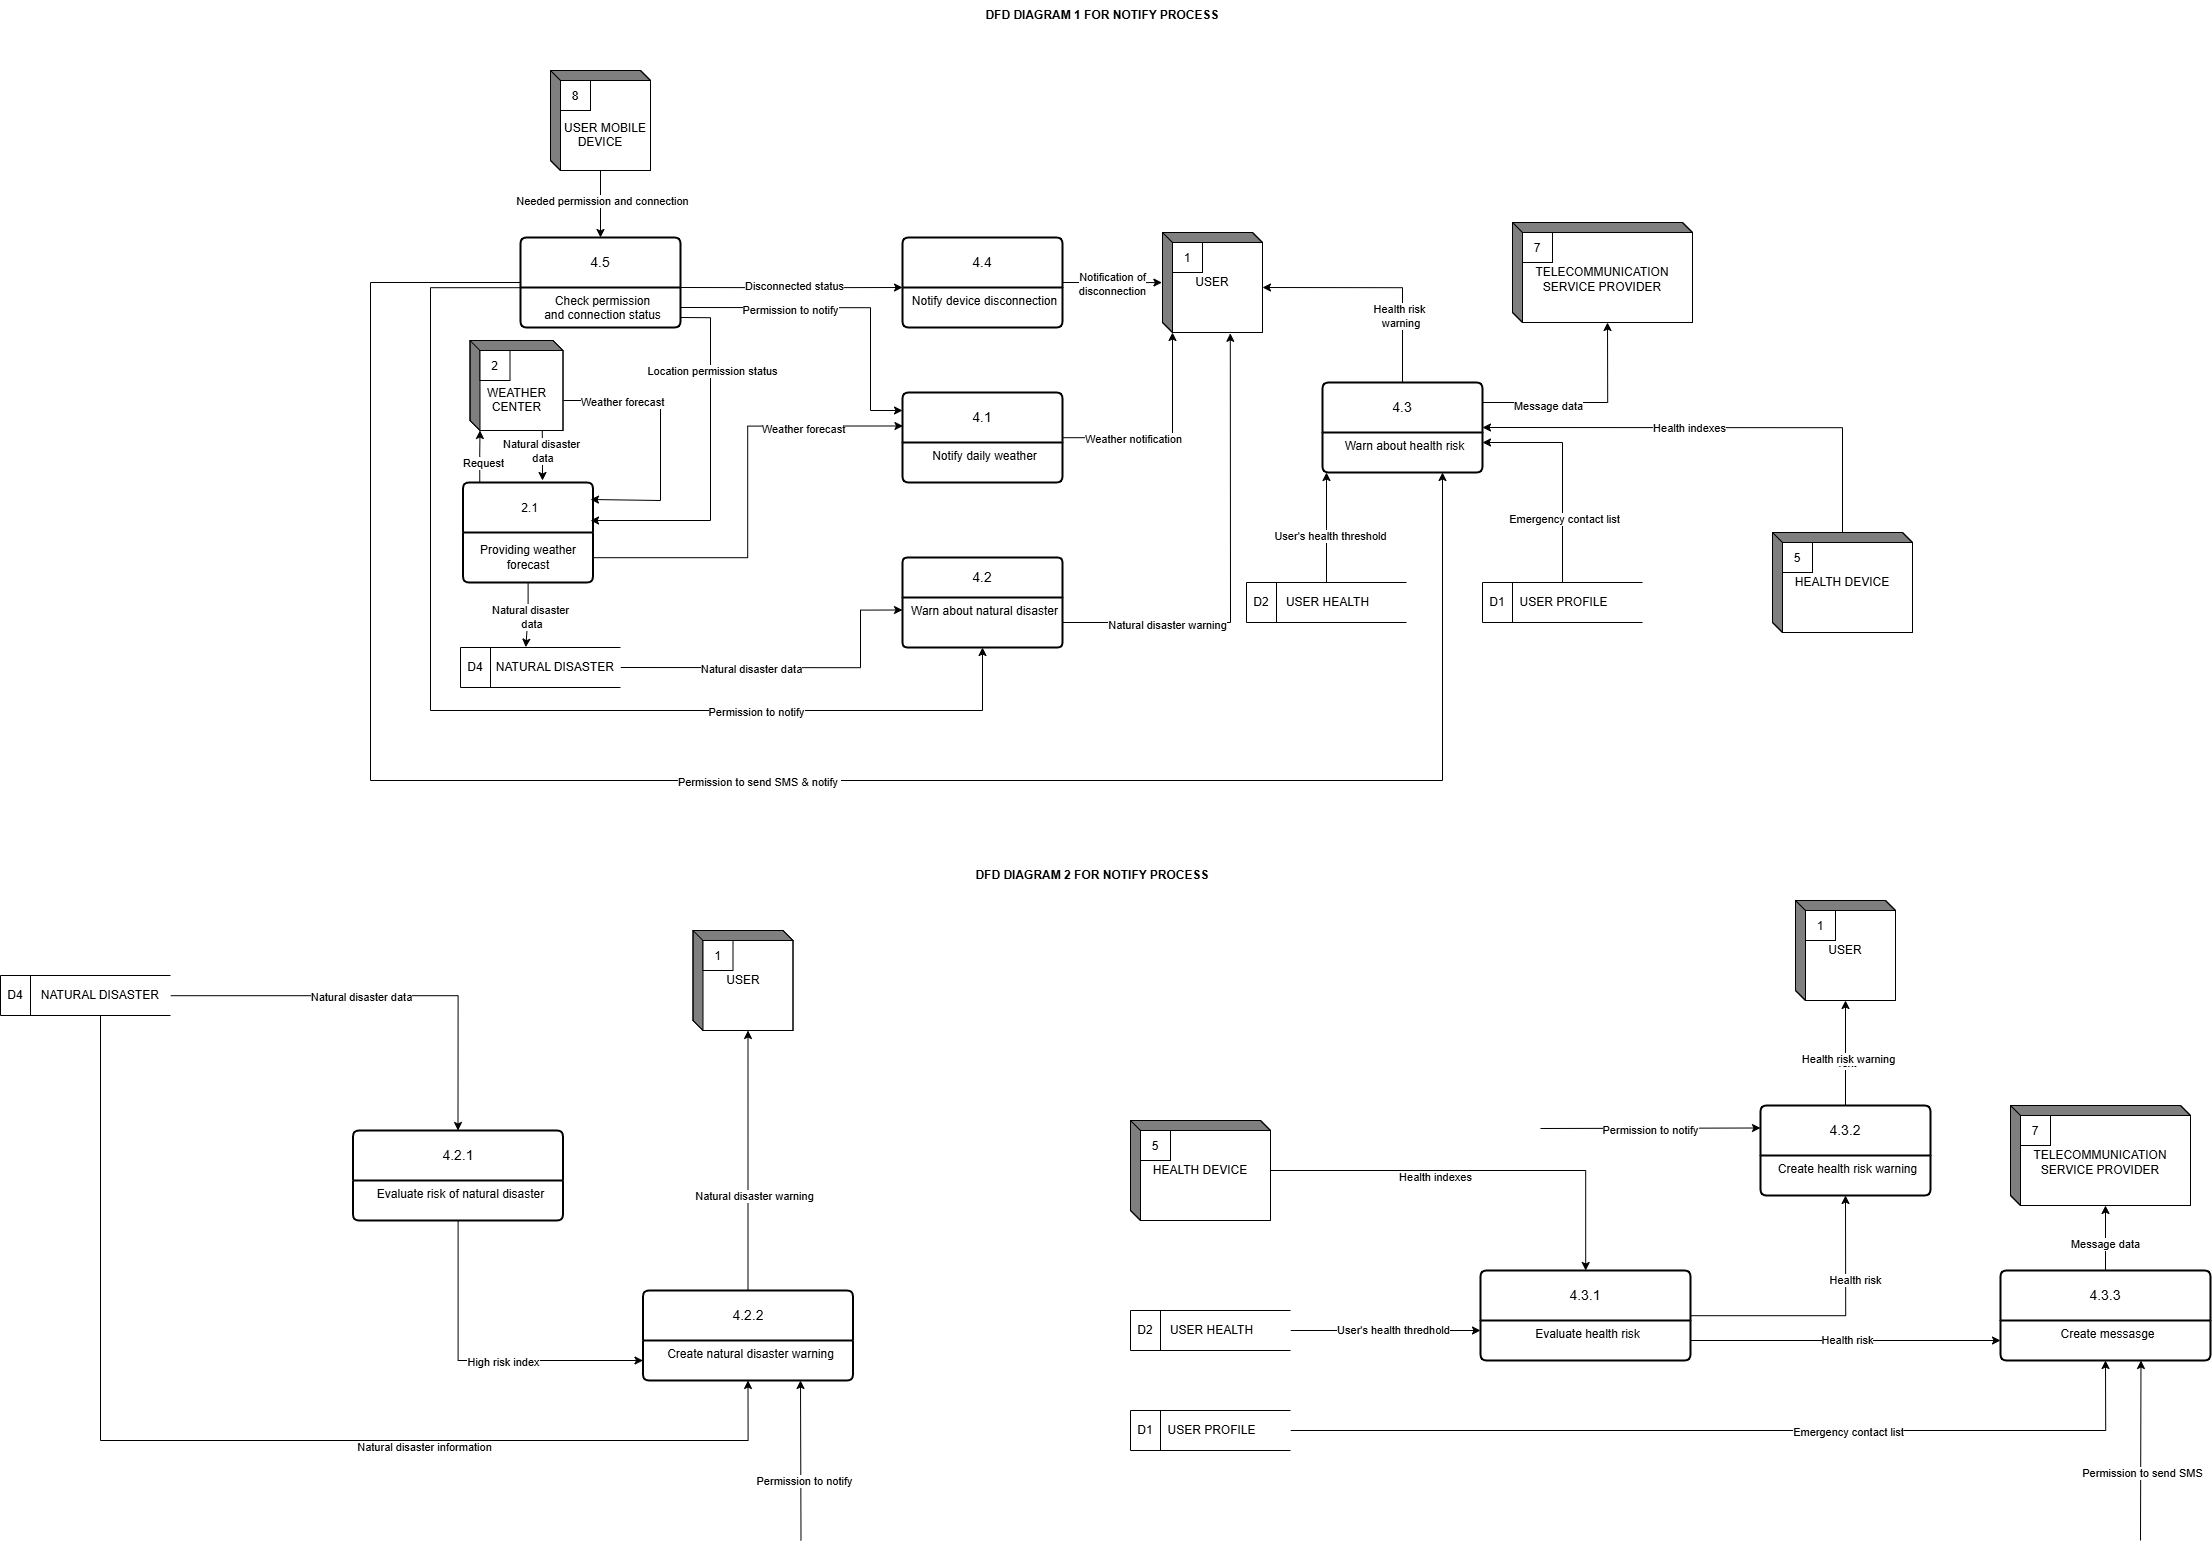 DFD DIAGRAM 1 FOR NOTIFY PROCESS
8
USER MOBILE
DEVICE
Needed permission and connection
4.5
Check permission
and connection status
Disconnected status
Permission to notify
Location permission status
4.4
Notify device disconnection
Notification of
disconnection
1
USER
Health risk
warning
7
TELECOMMUNICATION
SERVICE PROVIDER
2
WEATHER
CENTER
Weather forecast
Natural disaster
data
Request
2.1
Providing weather
forecast
Weather forecast
4.1
Notify daily weather
Weather notification
4.3
Warn about health risk
Message data
Health indexes
Emergency contact list
User's health threshold
5
HEALTH DEVICE
D2
USER HEALTH
D1
USER PROFILE
4.2
Warn about natural disaster
Natural disaster warning
Natural disaster
data
D4
NATURAL DISASTER
Natural disaster data
Permission to notify
Permission to send SMS & notify
DFD DIAGRAM 2 FOR NOTIFY PROCESS
D4
NATURAL DISASTER
Natural disaster data
1
USER
Natural disaster warning
4.2.1
Evaluate risk of natural disaster
High risk index
4.2.2
Create natural disaster warning
Natural disaster information
Permission to notify
1
USER
Health risk warning
5
HEALTH DEVICE
Health indexes
Permission to notify
4.3.2
Create health risk warning
7
TELECOMMUNICATION
SERVICE PROVIDER
Message data
Health risk
D2
USER HEALTH
User's health thredhold
4.3.1
Evaluate health risk
Health risk
4.3.3
Create messasge
D1
USER PROFILE
Emergency contact list
Permission to send SMS